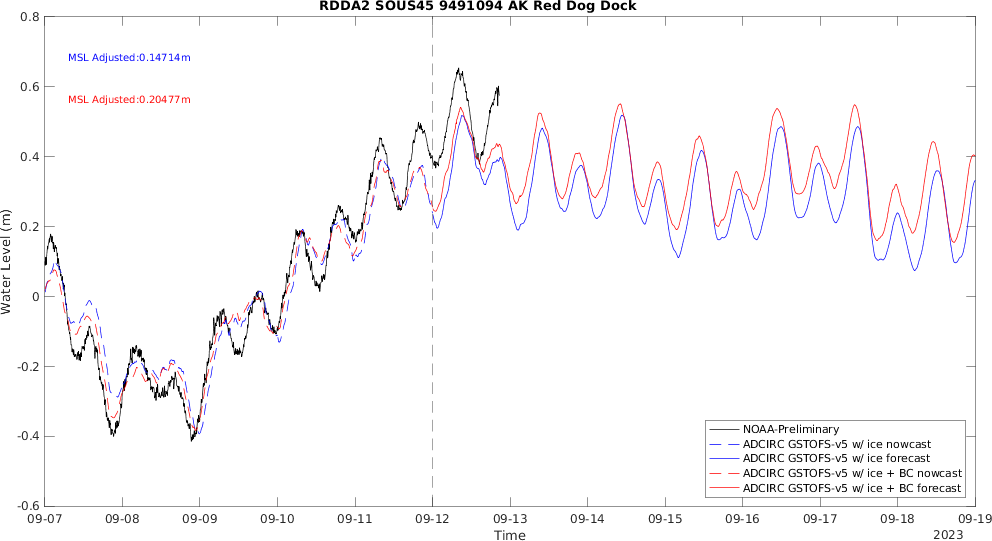 RDDA2 SOUS45 9491094 AK Red Dog Dock
0.8
0.6
0.4
0.2
0
-0.2
-0.4
-0.6
Water Level (m)
MSL Adjusted:0.14714m
MSL Adjusted:0.20477m
NOAA-Preliminary
ADCIRC GSTOFS-v5 w/ ice nowcast
ADCIRC GSTOFS-v5 w/ ice forecast
ADCIRC GSTOFS-v5 w/ ice + BC nowcast
ADCIRC GSTOFS-v5 w/ ice + BC forecast
09-07 09-08 09-09 09-10 09-11 09-12 09-13 09-14 09-15 09-16 09-17 09-18 09-19
Time
2023